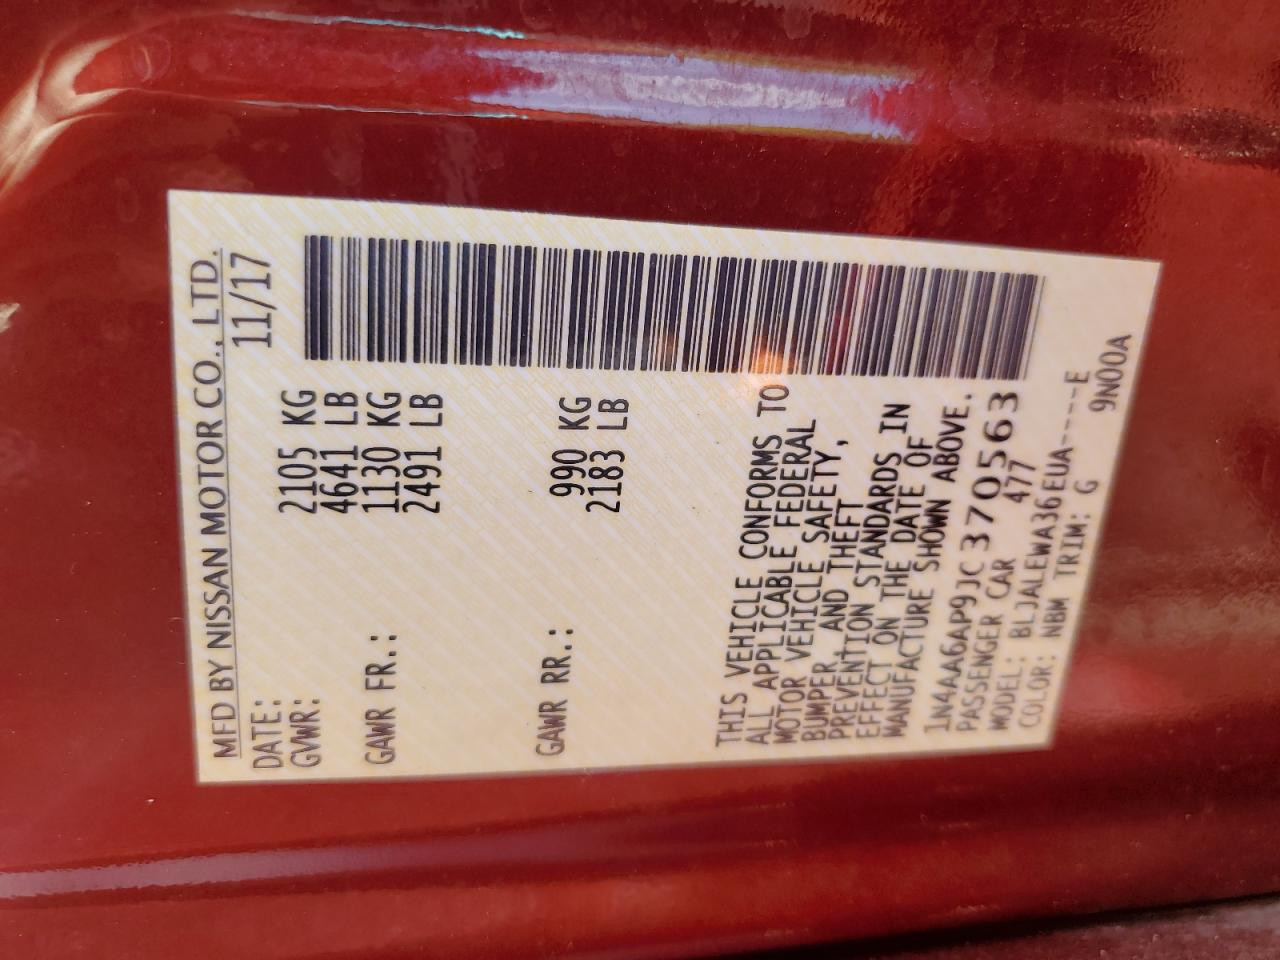 MFD BY NISSAN MOTOR CO., LTD.
DATE: 11/17
GVWR: 2105 KG
4641 LB
GAWR FR.: 1130 KG
2491 LB
GAWR RR.: 990 KG
2183 LB
THIS VEHICLE CONFORMS TO
ALL APPLICABLE FEDERAL
MOTOR VEHICLE SAFETY,
BUMPER, AND THEFT
PREVENTION STANDARDS IN
EFFECT ON THE DATE OF
MANUFACTURE SHOWN ABOVE.
1N4AA6AP9JC370563
PASSENGER CAR 477
MODEL: BLJALEWA36EUA----E
COLOR: NBM TRIM: G 9N00A